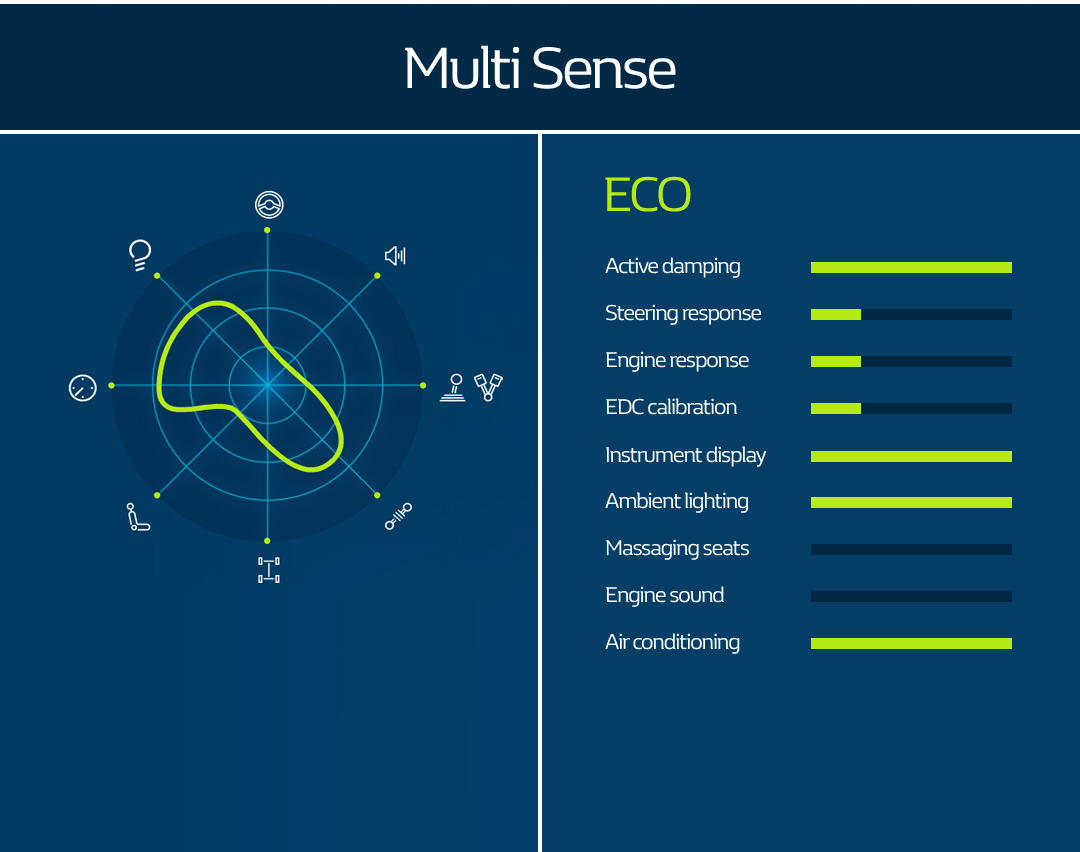 Multi Sense
ECO
Active damping
Steering response
Engine response
EDC calibration
Instrument display
Ambient lighting
Massaging seats
Engine sound
Air conditioning